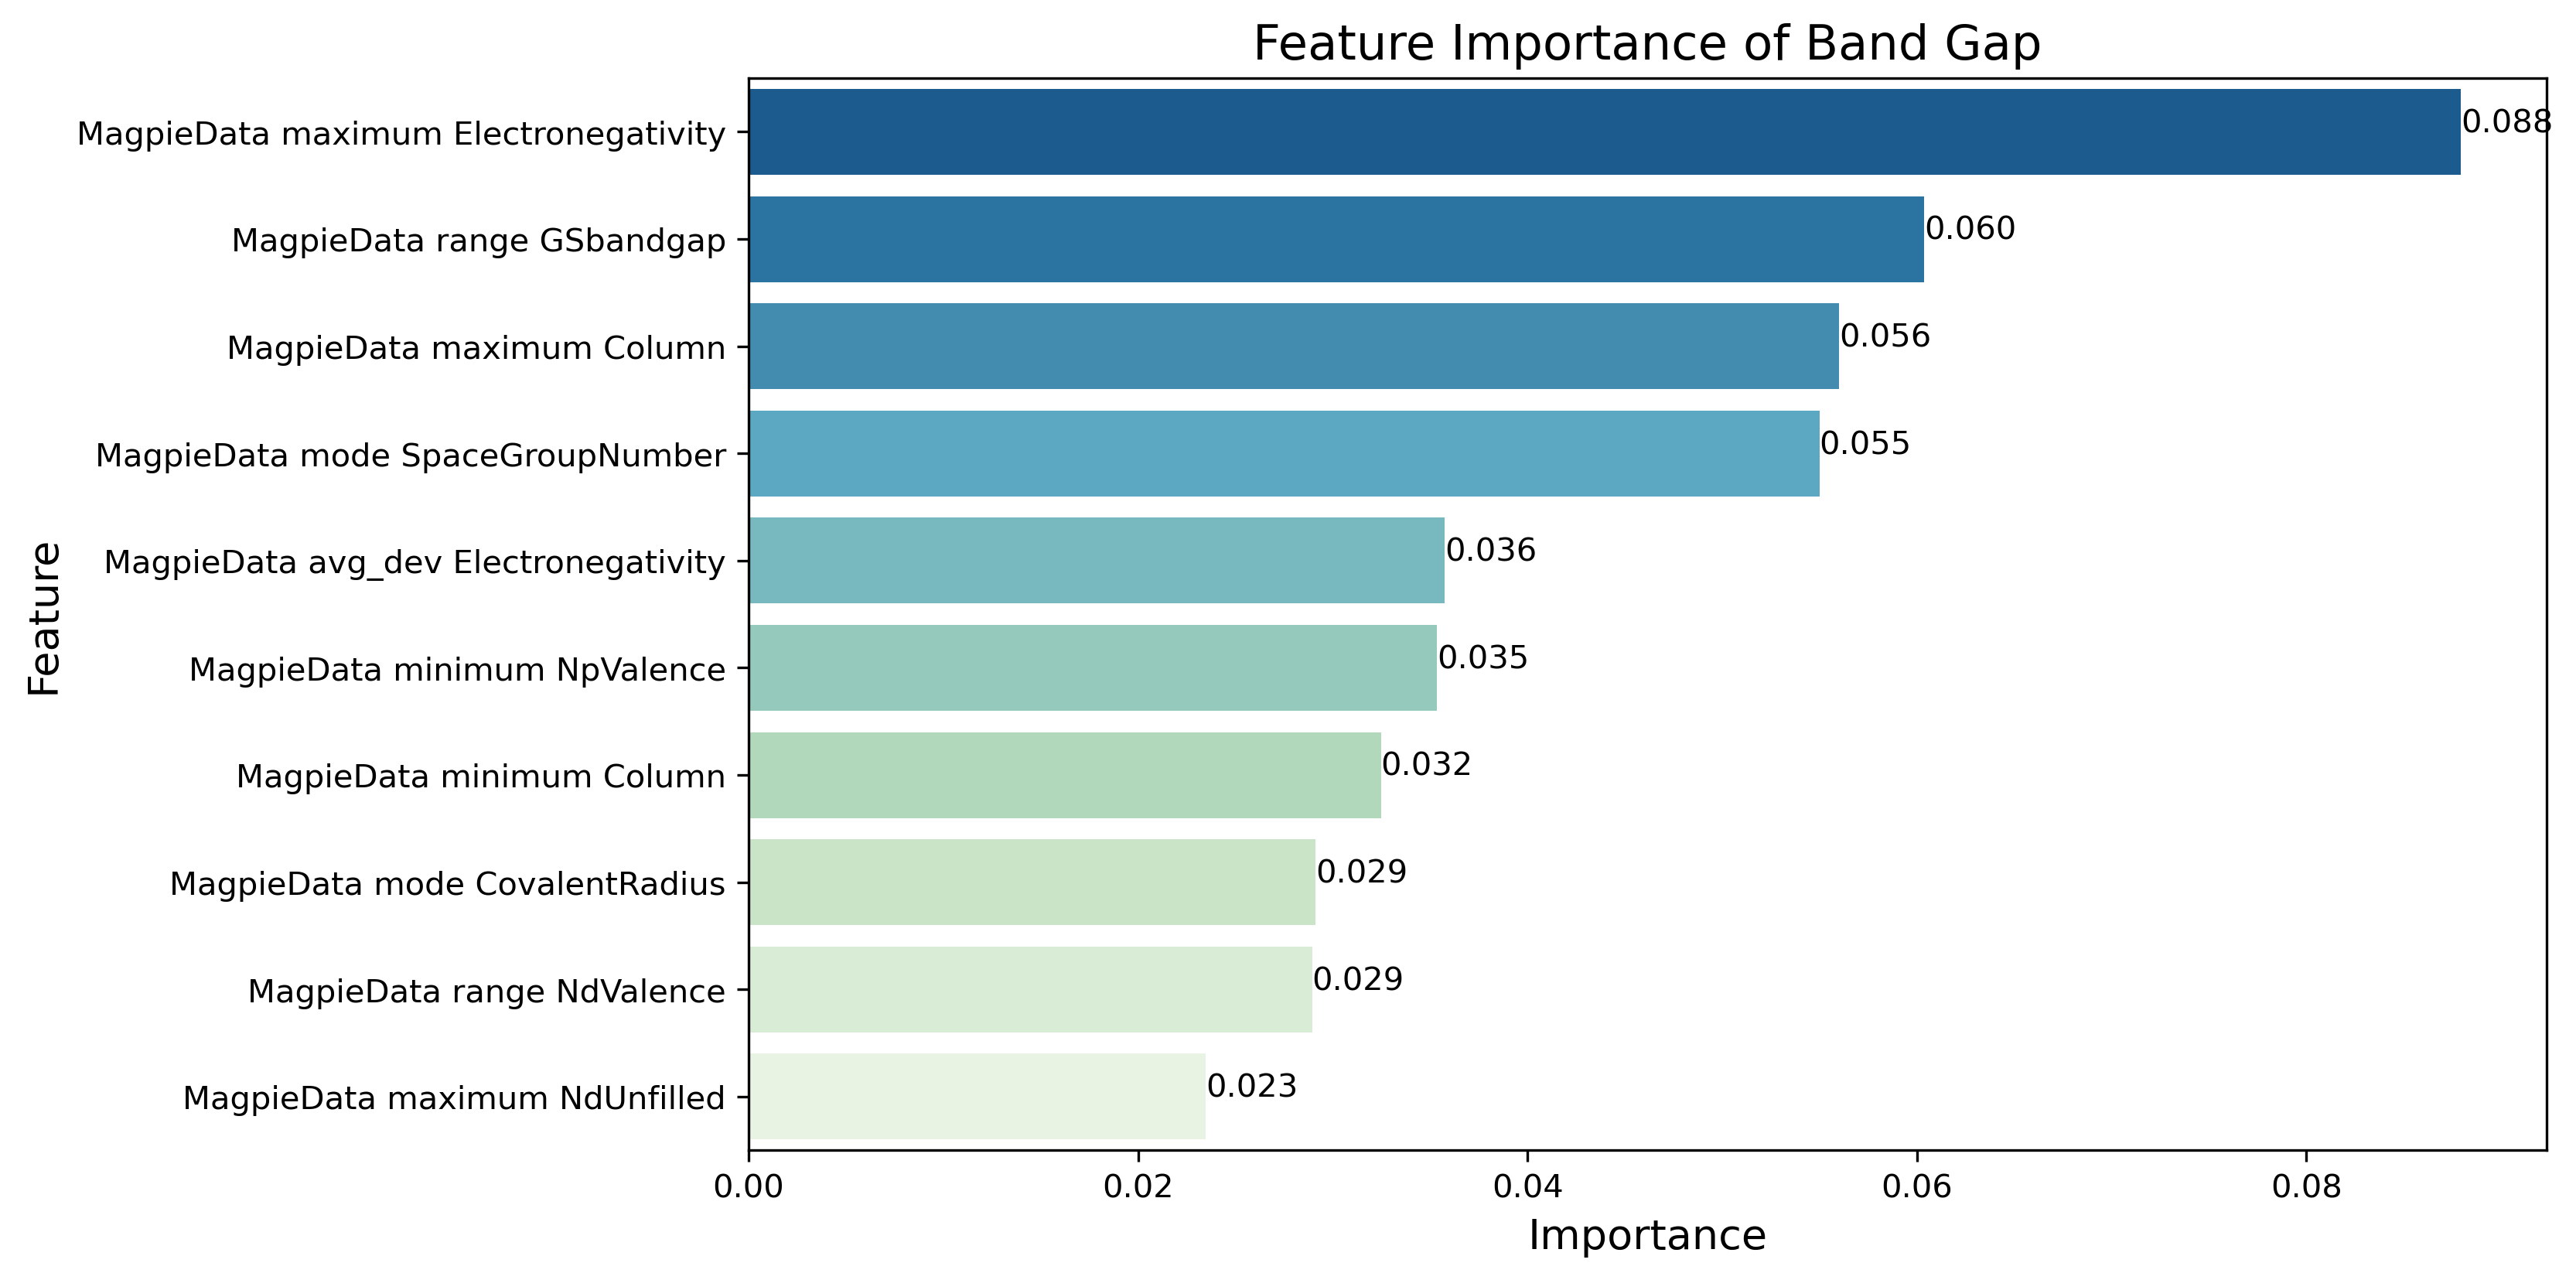 Feature Importance of Band Gap
MagpieData maximum Electronegativity
0.088
MagpieData range GSbandgap
0.060
MagpieData maximum Column
0.056
MagpieData mode SpaceGroupNumber
0.055
MagpieData avg_dev Electronegativity
0.036
MagpieData minimum NpValence
0.035
MagpieData minimum Column
0.032
MagpieData mode CovalentRadius
0.029
MagpieData range NdValence
0.029
MagpieData maximum NdUnfilled
0.023
Feature
0.00 0.02 0.04 0.06 0.08
Importance